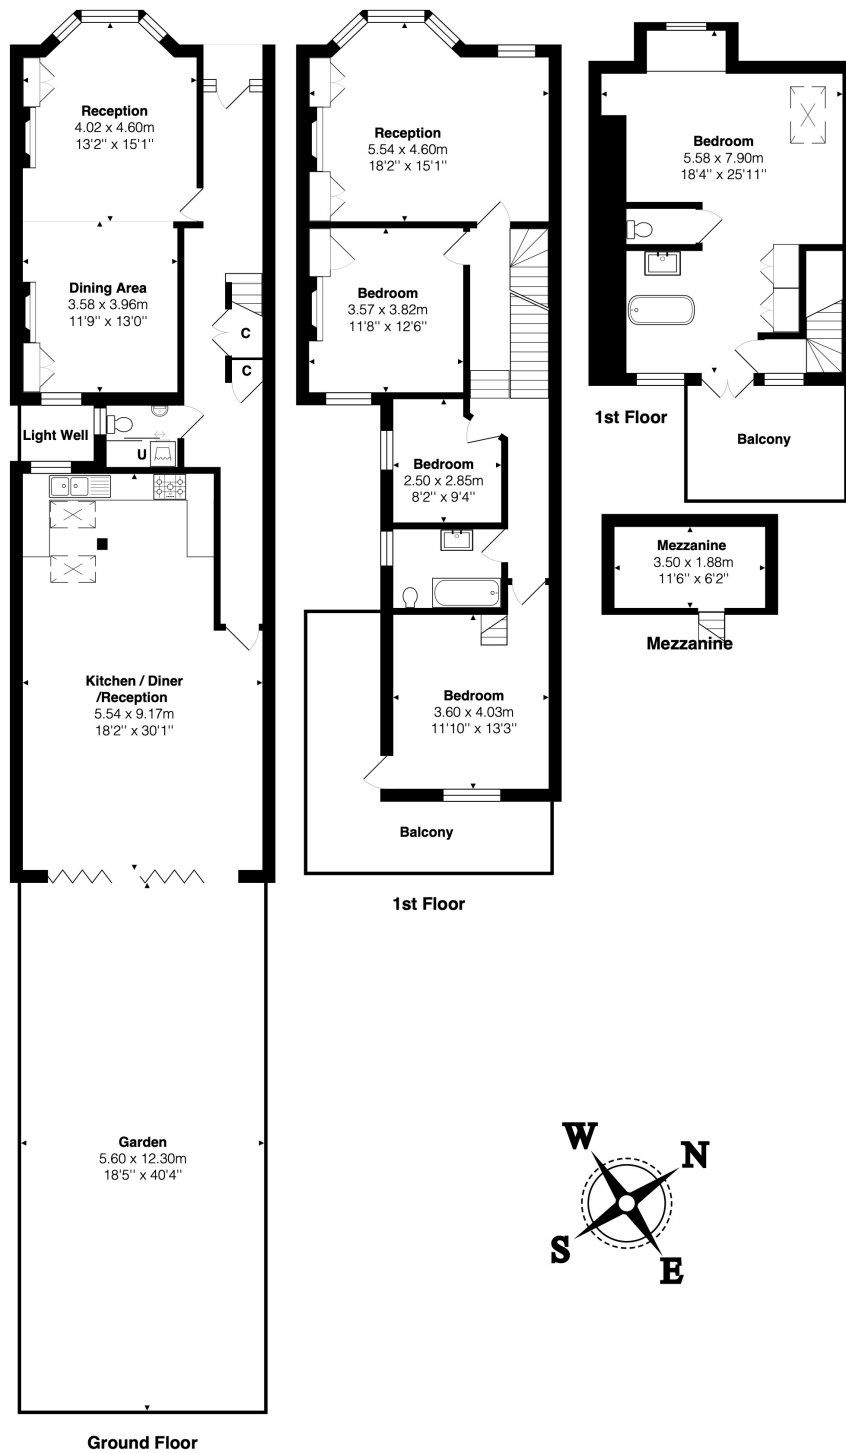 Reception
4.02 x 4.60m
13'2'' x 15'1''
Dining Area
3.58 x 3.96m
11'9'' x 13'0''
C
C
Light Well
U
Kitchen / Diner
/Reception
5.54 x 9.17m
18'2'' x 30'1''
Garden
5.60 x 12.30m
18'5'' x 40'4''
Ground Floor
Reception
5.54 x 4.60m
18'2'' x 15'1''
Bedroom
3.57 x 3.82m
11'8'' x 12'6''
Bedroom
2.50 x 2.85m
8'2'' x 9'4''
Bedroom
3.60 x 4.03m
11'10'' x 13'3''
Balcony
1st Floor
Bedroom
5.58 x 7.90m
18'4'' x 25'11''
1st Floor
Balcony
Mezzanine
3.50 x 1.88m
11'6'' x 6'2''
Mezzanine
W
N
S
E